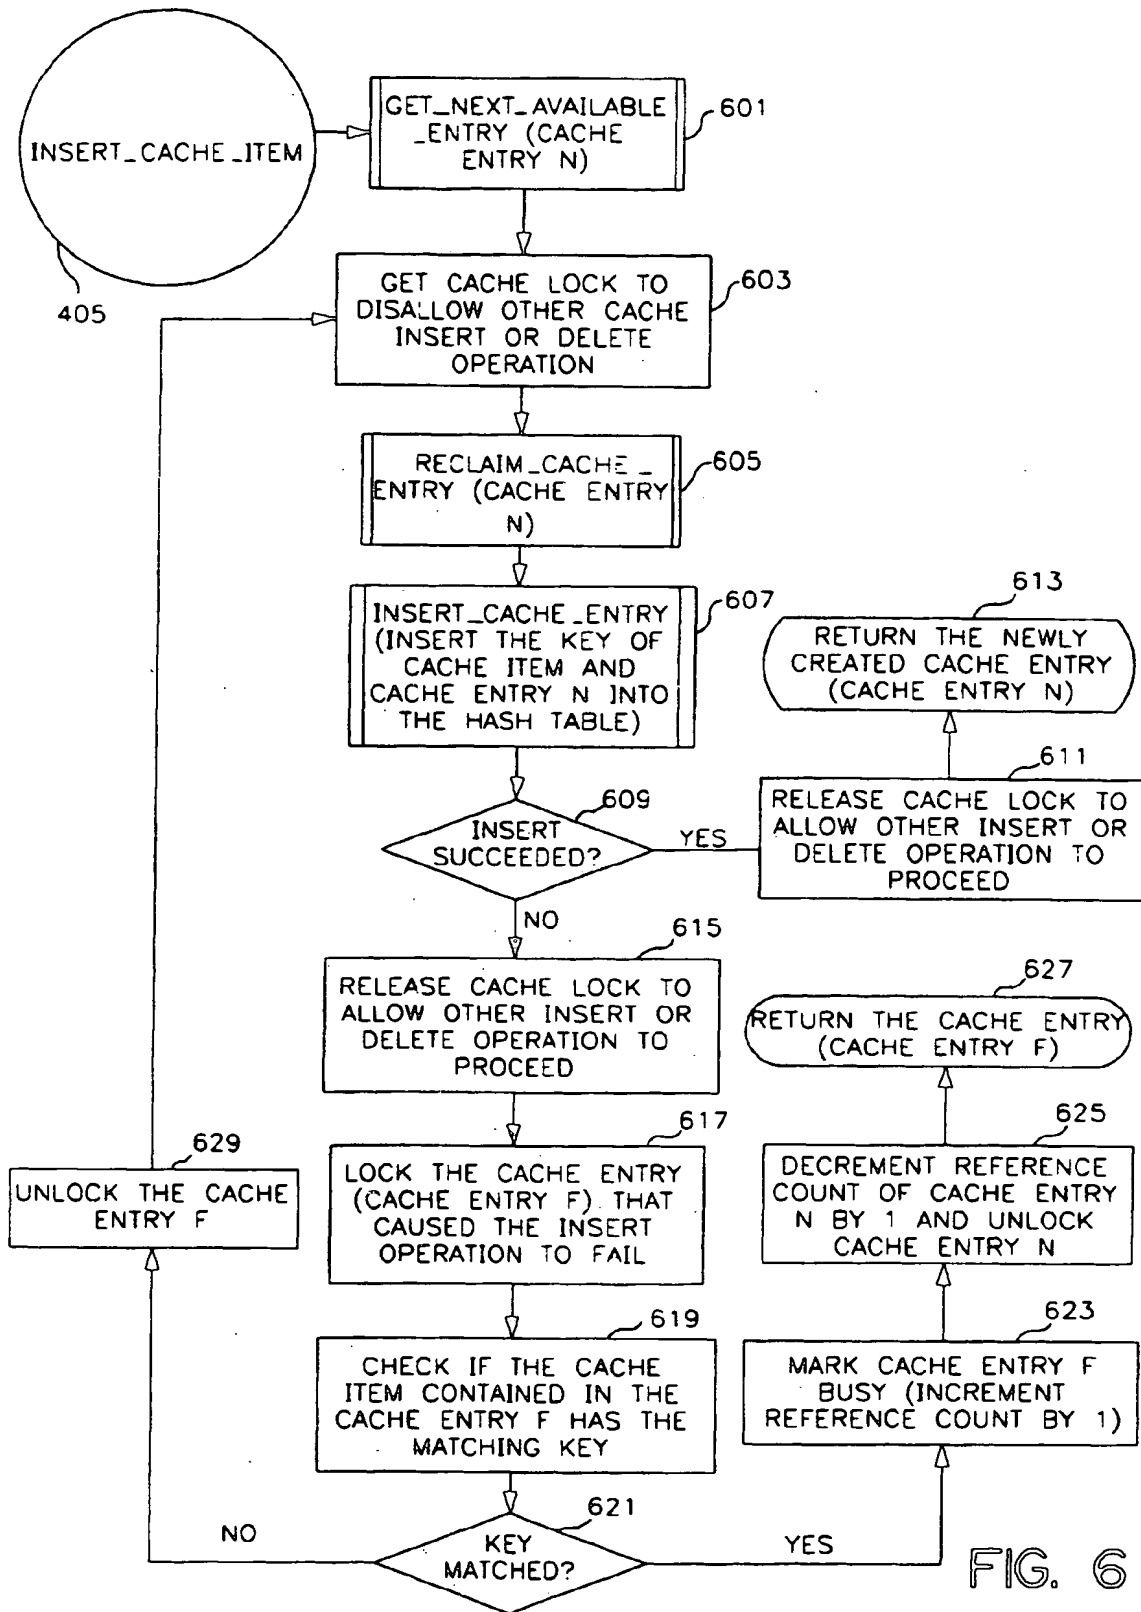 INSERT_CACHE_ITEM
405
GET_NEXT_AVAILABLE
_ENTRY (CACHE
ENTRY N)
601
GET CACHE LOCK TO
DISALLOW OTHER CACHE
INSERT OR DELETE
OPERATION
603
RECLAIM_CACHE_
ENTRY (CACHE ENTRY
N)
605
INSERT_CACHE_ENTRY
(INSERT THE KEY OF
CACHE ITEM AND
CACHE ENTRY N INTO
THE HASH TABLE)
607
613
RETURN THE NEWLY
CREATED CACHE ENTRY
(CACHE ENTRY N)
611
RELEASE CACHE LOCK TO
ALLOW OTHER INSERT OR
DELETE OPERATION TO
PROCEED
609
INSERT
SUCCEEDED?
YES
NO
615
RELEASE CACHE LOCK TO
ALLOW OTHER INSERT OR
DELETE OPERATION TO
PROCEED
627
RETURN THE CACHE ENTRY
(CACHE ENTRY F)
617
LOCK THE CACHE ENTRY
(CACHE ENTRY F) THAT
CAUSED THE INSERT
OPERATION TO FAIL
625
DECREMENT REFERENCE
COUNT OF CACHE ENTRY
N BY 1 AND UNLOCK
CACHE ENTRY N
629
UNLOCK THE CACHE
ENTRY F
619
CHECK IF THE CACHE
ITEM CONTAINED IN THE
CACHE ENTRY F HAS THE
MATCHING KEY
623
MARK CACHE ENTRY F
BUSY (INCREMENT
REFERENCE COUNT BY 1)
621
KEY
MATCHED?
NO
YES
FIG. 6